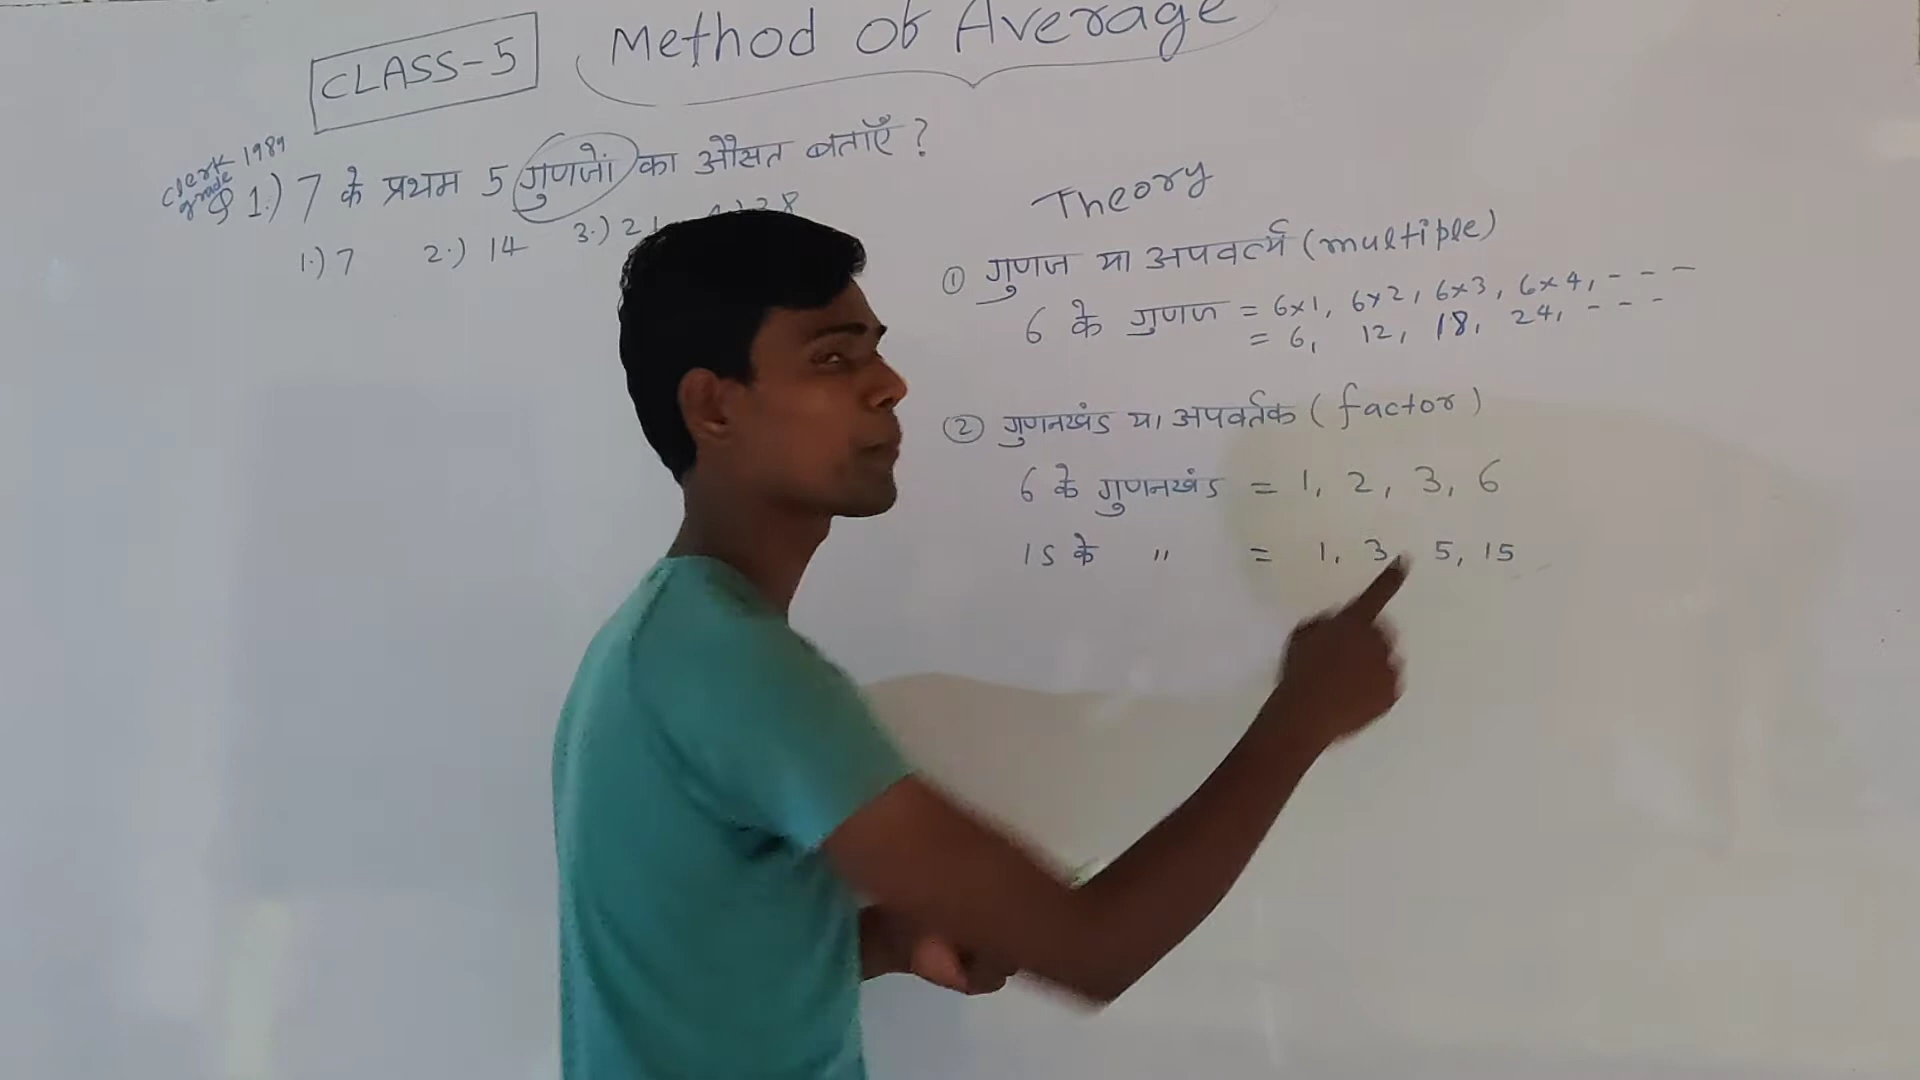 CLASS-5
Method of Average
clerk 1989
grade
Q 1.) 7 के प्रथम 5 गुणजों का औसत बताएँ ?
1.) 7 2.) 14 3.) 21 28
Theory
① गुणज या अपवर्त्य (multiple)
6 के गुणज = 6×1, 6×2, 6×3, 6×4, - - -
= 6, 12, 18, 24, - - -
② गुणनखंड या अपवर्तक (factor)
6 के गुणनखंड = 1, 2, 3, 6
15 के " = 1, 3, 5, 15